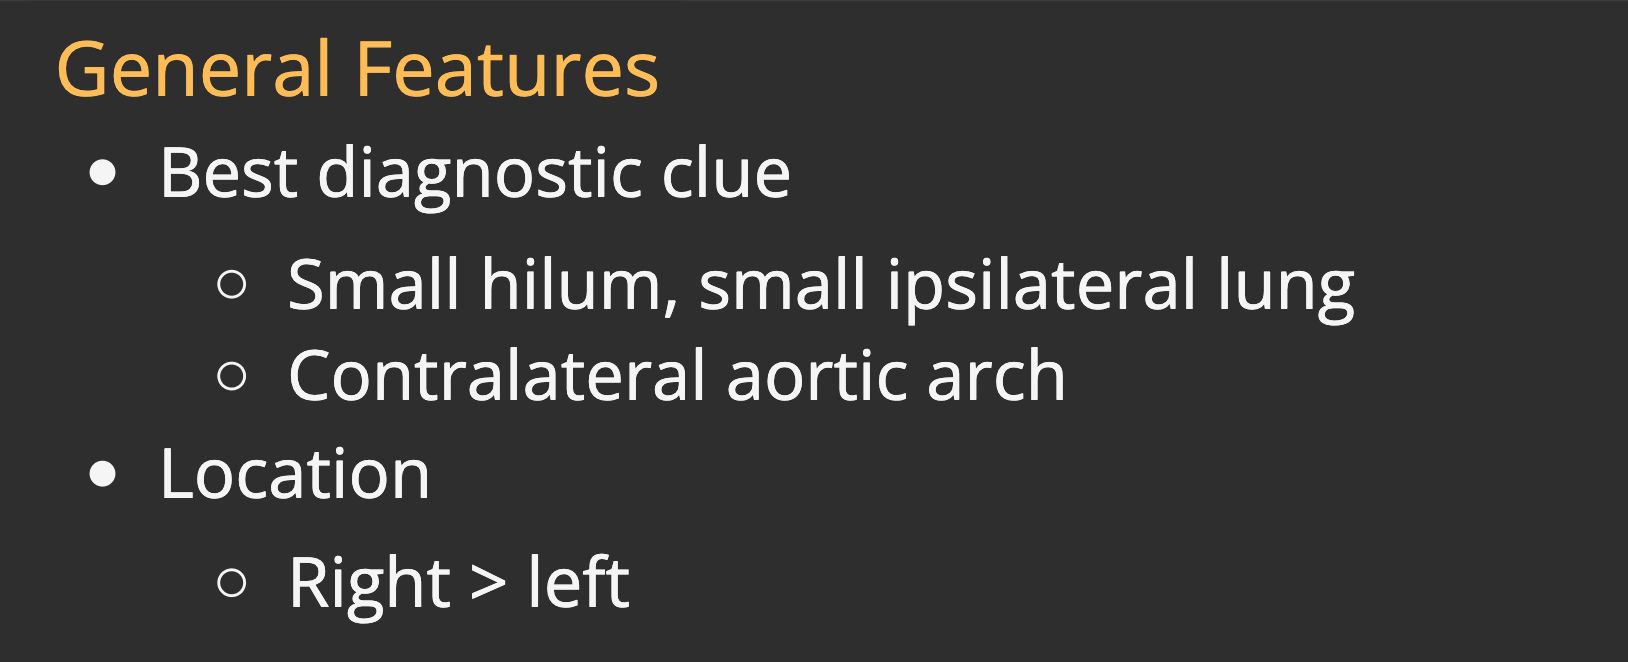 General Features
• Best diagnostic clue
○ Small hilum, small ipsilateral lung
○ Contralateral aortic arch
• Location
○ Right > left